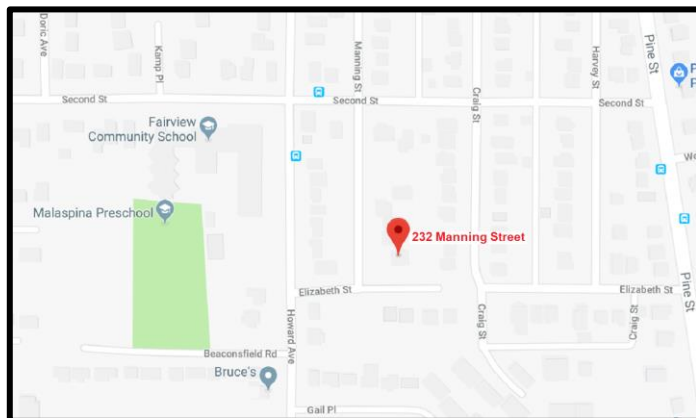 Doric Ave
Kamp Pl
Manning St
Harvey St
Pine St
P
P
Second St
Second St
Craig St
Second St
Fairview
Community School
Wo
Malaspina Preschool
232 Manning Street
Elizabeth St
Elizabeth St
Pine St
Howard Ave
Craig St
Craig St
Beaconsfield Rd
Bruce's
Gail Pl